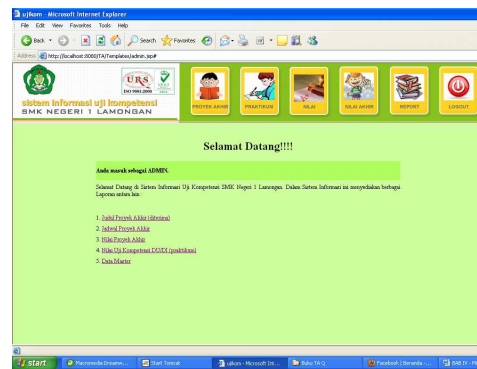 ujikom - Microsoft Internet Explorer
File Edit View Favorites Tools Help
Back Search Favorites
Address http://localhost:8080/TA/Templates/admin.jsp#
URS
ISO 9001:2000
sistem informasi uji kompetensi
SMK NEGERI 1 LAMONGAN
PROYEK AKHIR PRAKTIKUM NILAI NILAI AKHIR REPORT LOGOUT
Selamat Datang!!!!
Anda masuk sebagai ADMIN.
Selamat Datang di Sistem Informasi Uji Kompetensi SMK Negeri 1 Lamongan. Dalam Sistem Informasi ini menyediakan berbagai
Laporan antara lain :
1. Judul Proyek Akhir (diterima)
2. Jadwal Proyek Akhir
3. Nilai Proyek Akhir
4. Nilai Uji Kompetensi DU/DI (praktikum)
5. Data Master
start Macromedia Dreamw... Start Tomcat ujikom - Microsoft Int... Buku TA Q Facebook | Beranda -... BAB IV -